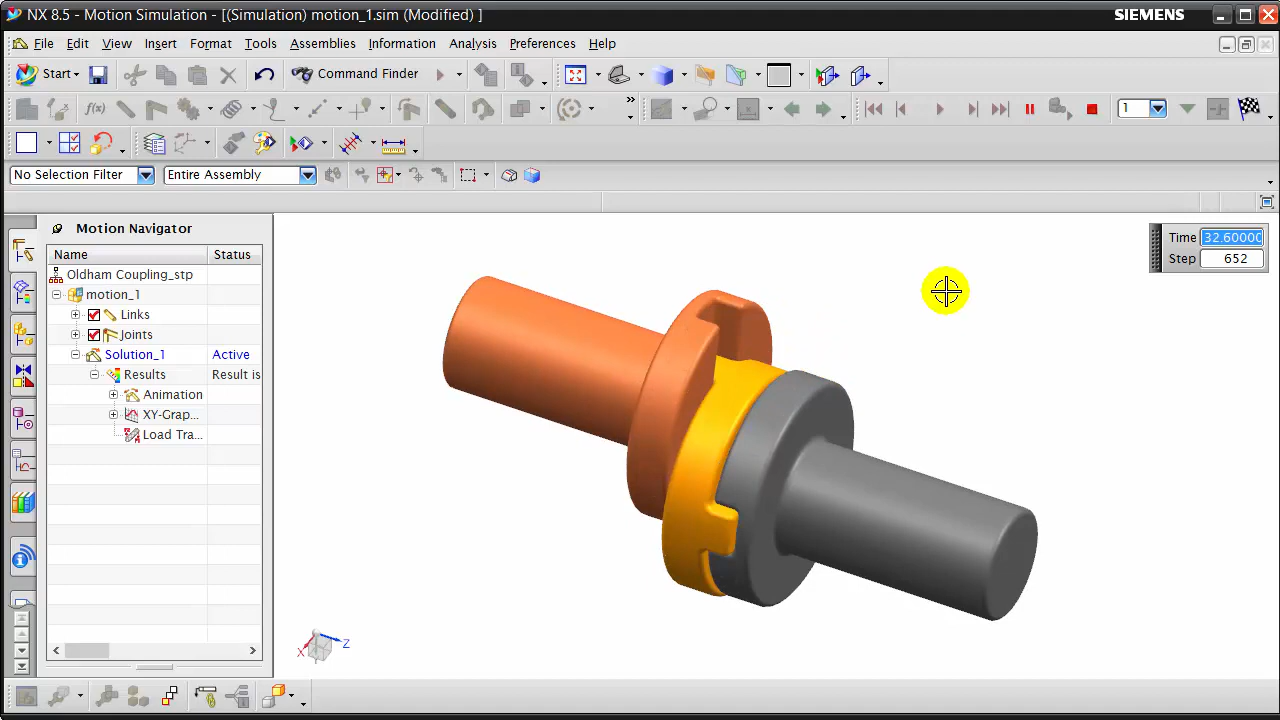 NX 8.5 - Motion Simulation - [(Simulation) motion_1.sim (Modified) ]
SIEMENS
File Edit View Insert Format Tools Assemblies Information Analysis Preferences Help
Start Command Finder
f(x) 1
No Selection Filter Entire Assembly
Motion Navigator
Time 32.60000
Step 652
Name Status
Oldham Coupling_stp
motion_1
Links
Joints
Solution_1 Active
Results Result is
Animation
XY-Grap...
Load Tra...
X Z